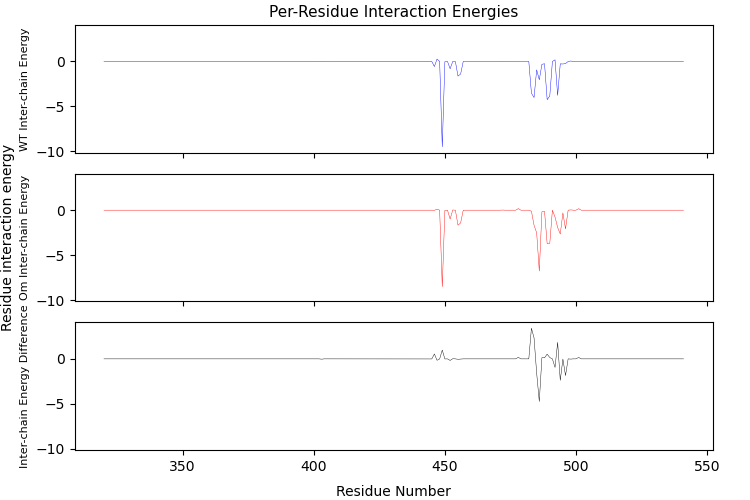 Per-Residue Interaction Energies
Residue interaction energy
WT Inter-chain Energy
0
−5
−10
Om Inter-chain Energy
0
−5
−10
Inter-chain Energy Difference
0
−5
−10
350 400 450 500 550
Residue Number